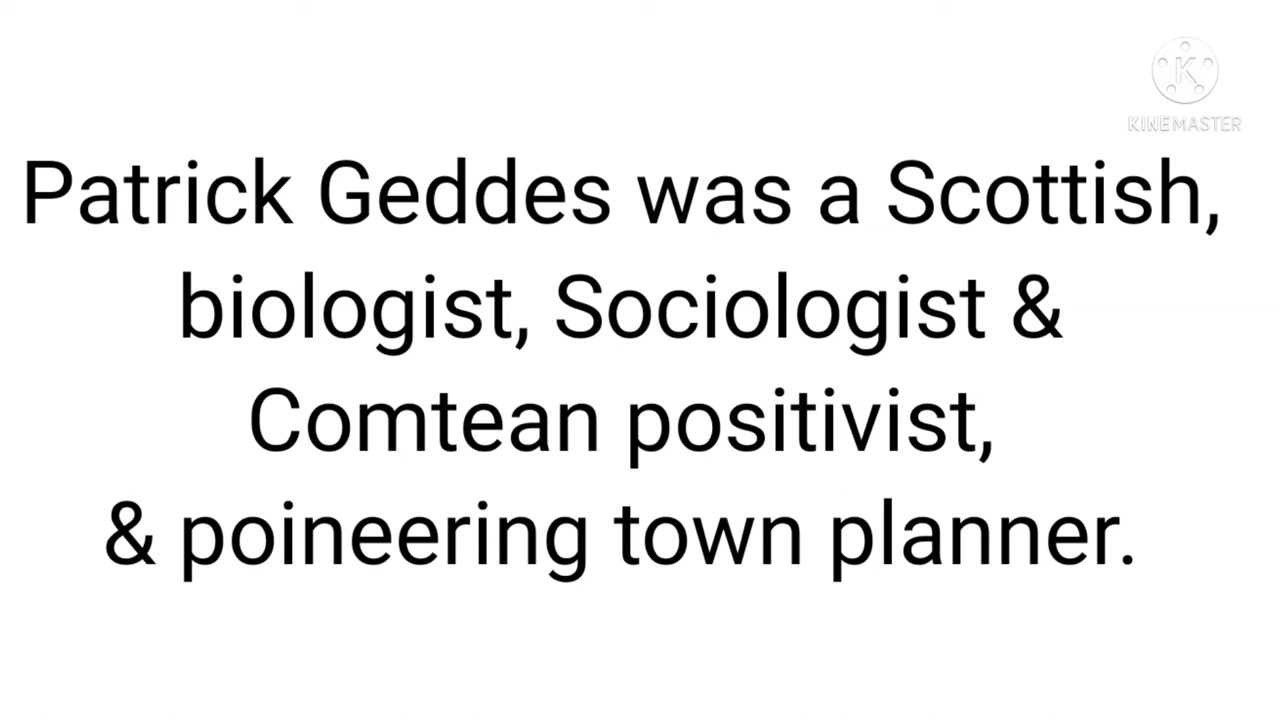 KINEMASTER
Patrick Geddes was a Scottish,
biologist, Sociologist &
Comtean positivist,
& poineering town planner.